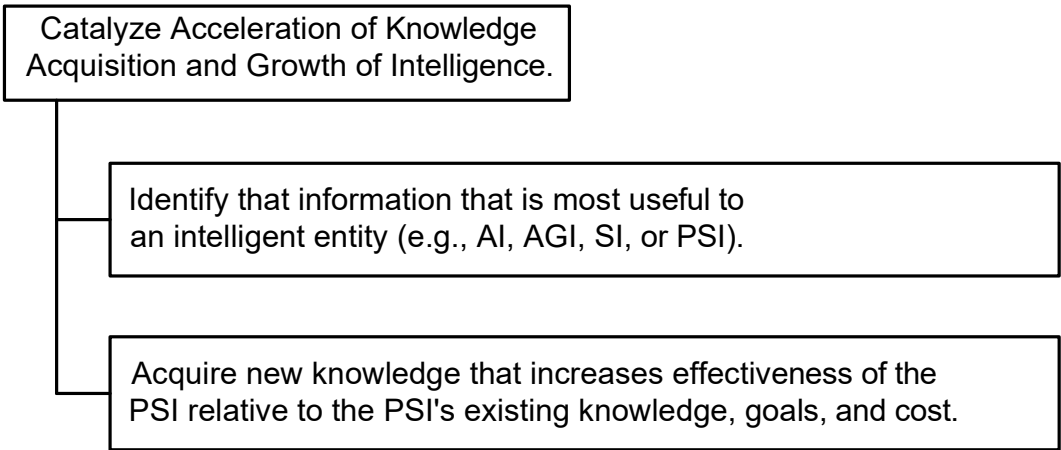 Catalyze Acceleration of Knowledge
Acquisition and Growth of Intelligence.
Identify that information that is most useful to
an intelligent entity (e.g., AI, AGI, SI, or PSI).
Acquire new knowledge that increases effectiveness of the
PSI relative to the PSI's existing knowledge, goals, and cost.